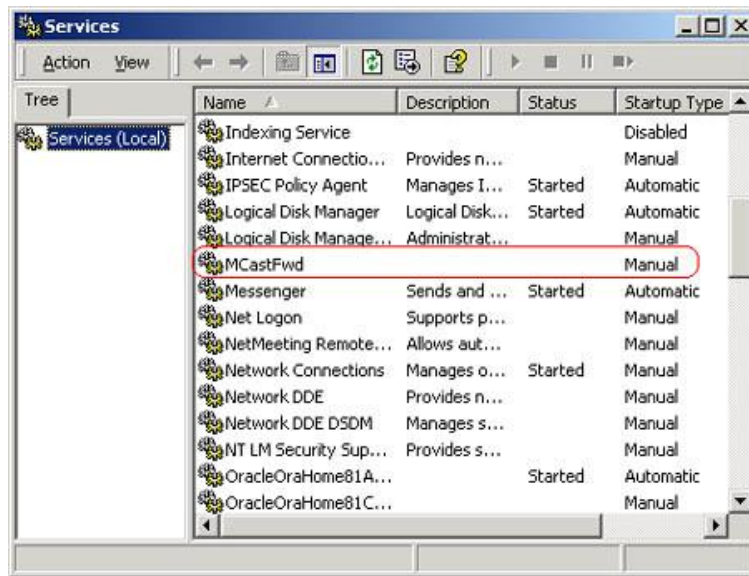 Services
Action View
Tree
Services (Local)
Name Description Status Startup Type
Indexing Service Disabled
Internet Connectio... Provides n... Manual
IPSEC Policy Agent Manages I... Started Automatic
Logical Disk Manager Logical Disk... Started Automatic
Logical Disk Manage... Administrat... Manual
MCastFwd Manual
Messenger Sends and ... Started Automatic
Net Logon Supports p... Manual
NetMeeting Remote... Allows aut... Manual
Network Connections Manages o... Started Manual
Network DDE Provides n... Manual
Network DDE DSDM Manages s... Manual
NT LM Security Sup... Provides s... Manual
OracleOraHome81A... Started Automatic
OracleOraHome81C... Manual